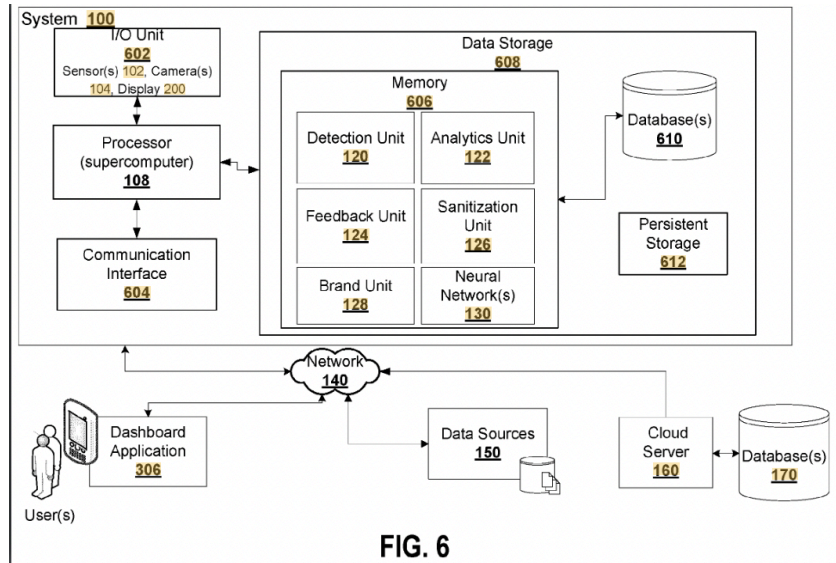 System 100
I/O Unit
602
Sensor(s) 102, Camera(s)
104, Display 200
Processor
(supercomputer)
108
Communication
Interface
604
Data Storage
608
Memory
606
Detection Unit
120
Analytics Unit
122
Feedback Unit
124
Sanitization
Unit
126
Brand Unit
128
Neural
Network(s)
130
Database(s)
610
Persistent
Storage
612
Network
140
User(s)
Dashboard
Application
306
Data Sources
150
Cloud
Server
160
Database(s)
170
FIG. 6